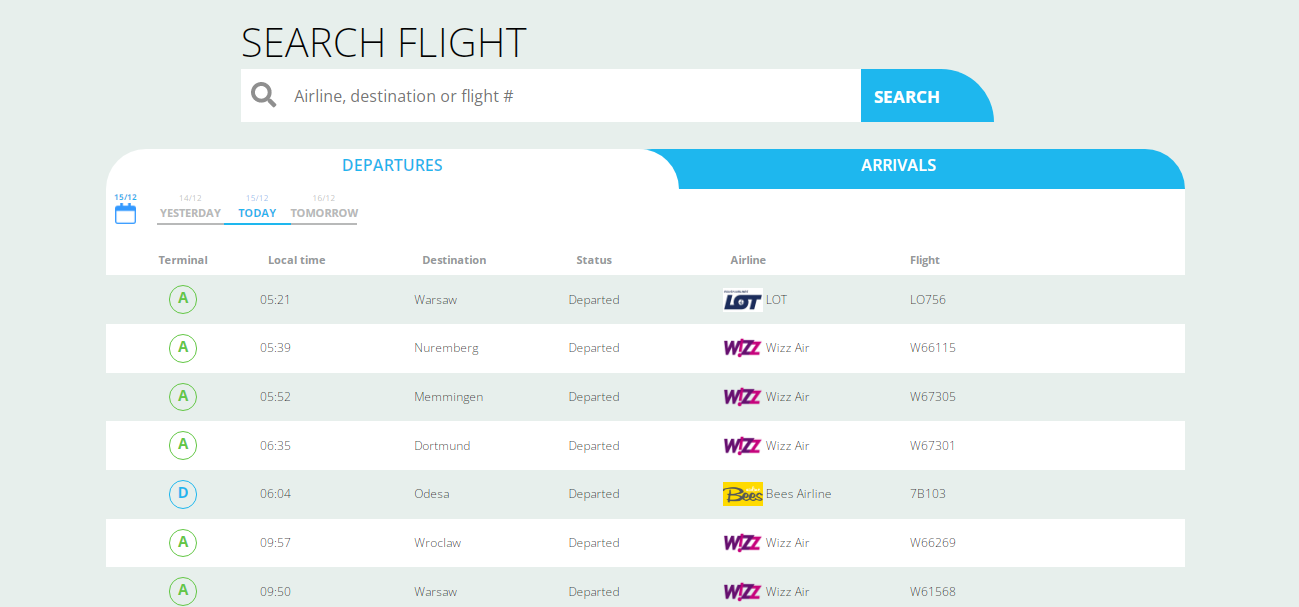 SEARCH FLIGHT
Airline, destination or flight # SEARCH
DEPARTURES ARRIVALS
15/12 14/12 15/12 16/12
YESTERDAY TODAY TOMORROW
Terminal Local time Destination Status Airline Flight
A 05:21 Warsaw Departed LOT LOT LO756
A 05:39 Nuremberg Departed WIZZ Wizz Air W66115
A 05:52 Memmingen Departed WIZZ Wizz Air W67305
A 06:35 Dortmund Departed WIZZ Wizz Air W67301
D 06:04 Odesa Departed Bees Bees Airline 7B103
A 09:57 Wroclaw Departed WIZZ Wizz Air W66269
A 09:50 Warsaw Departed WIZZ Wizz Air W61568